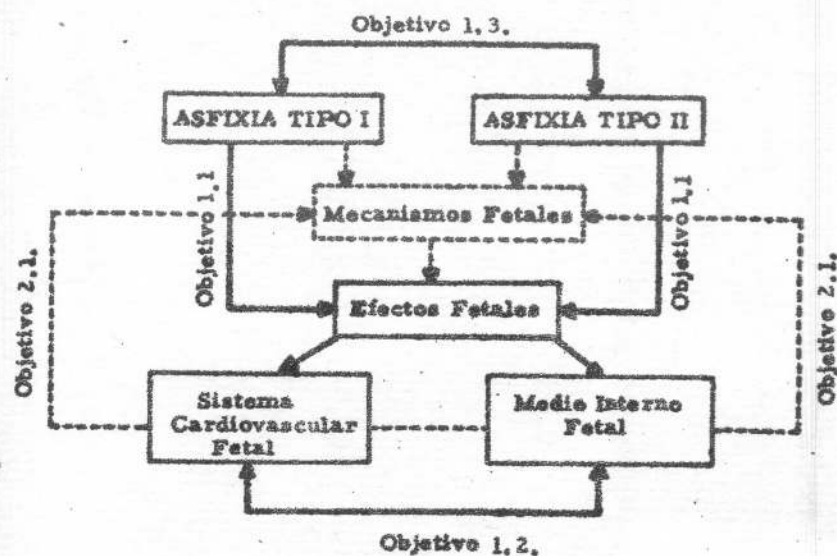 Objetivo 1.3.
ASFIXIA TIPO I
ASFIXIA TIPO II
Objetivo 1.1
Objetivo 1.1
Mecanismos Fetales
Efectos Fetales
Objetivo 2.1.
Objetivo 2.1.
Sistema
Cardiovascular
Fetal
Medio Interno
Fetal
Objetivo 1.2.